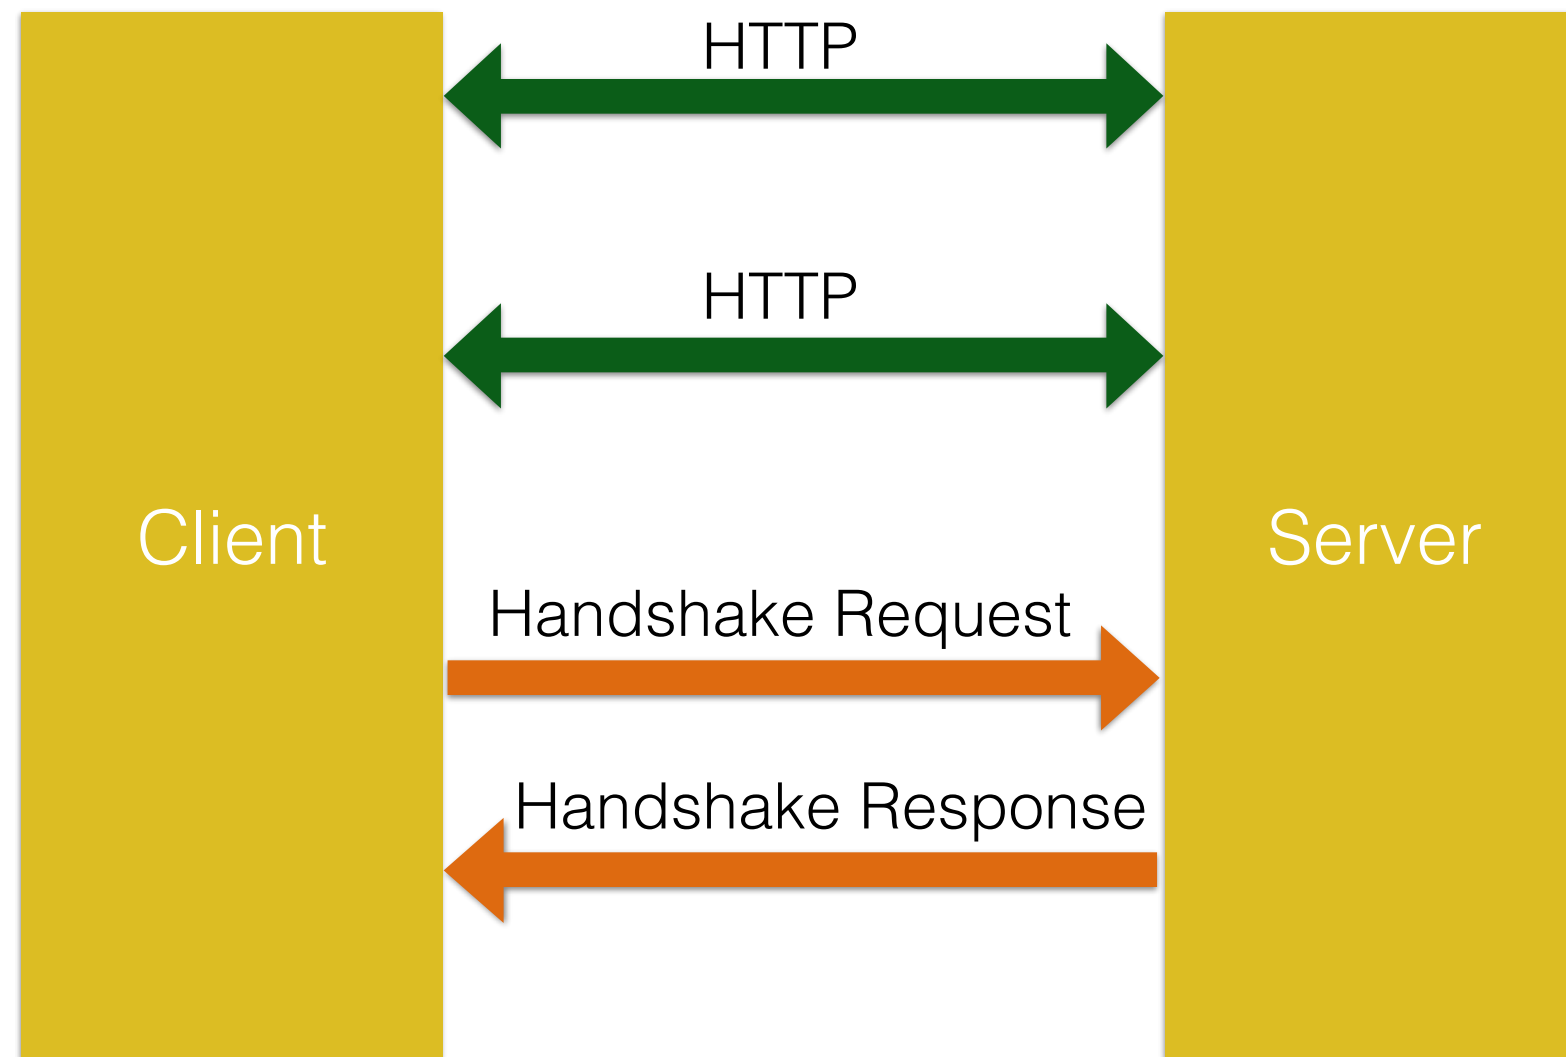 HTTP
HTTP
Client
Server
Handshake Request
Handshake Response